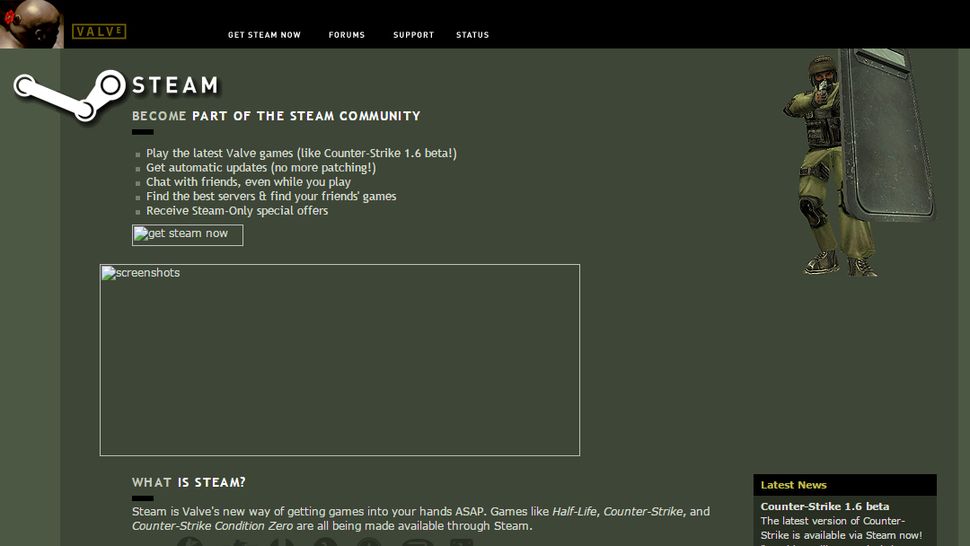 VALVE
GET STEAM NOW FORUMS SUPPORT STATUS
STEAM
BECOME PART OF THE STEAM COMMUNITY
Play the latest Valve games (like Counter-Strike 1.6 beta!)
Get automatic updates (no more patching!)
Chat with friends, even while you play
Find the best servers & find your friends' games
Receive Steam-Only special offers
get steam now
screenshots
WHAT IS STEAM?
Steam is Valve's new way of getting games into your hands ASAP. Games like Half-Life, Counter-Strike, and
Counter-Strike Condition Zero are all being made available through Steam.
Latest News
Counter-Strike 1.6 beta
The latest version of Counter-
Strike is available via Steam now!